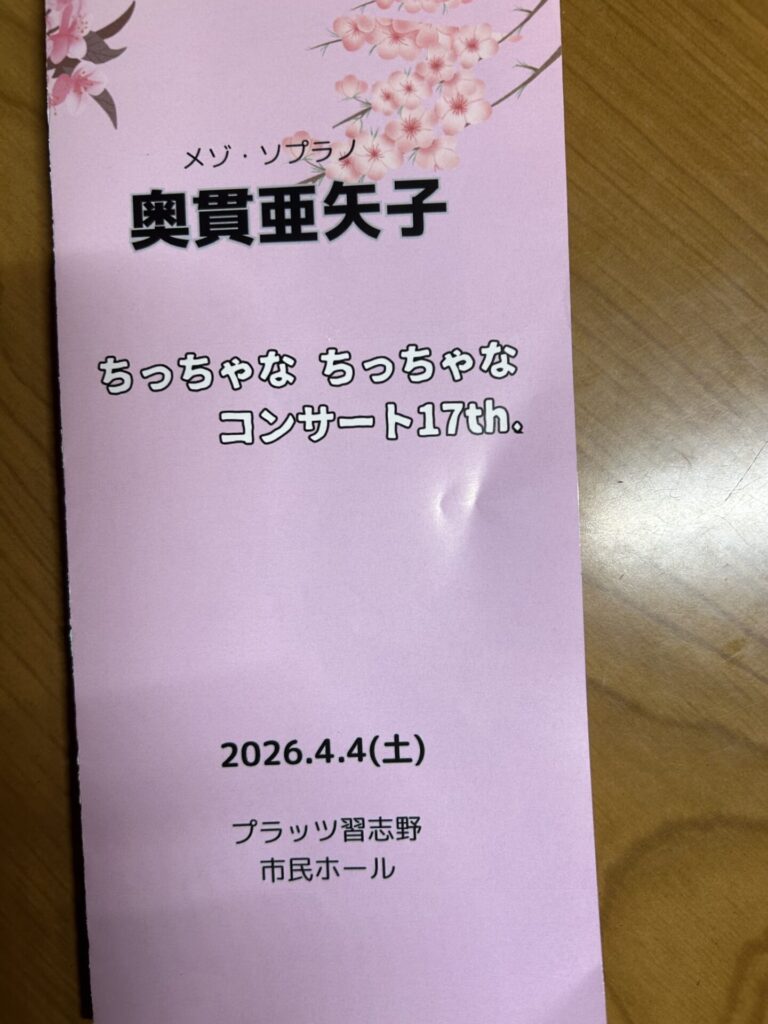 メゾ・ソプラノ
奥貫亜矢子
ちっちゃな ちっちゃな
コンサート17th.
2026.4.4(土)
プラッツ習志野
市民ホール